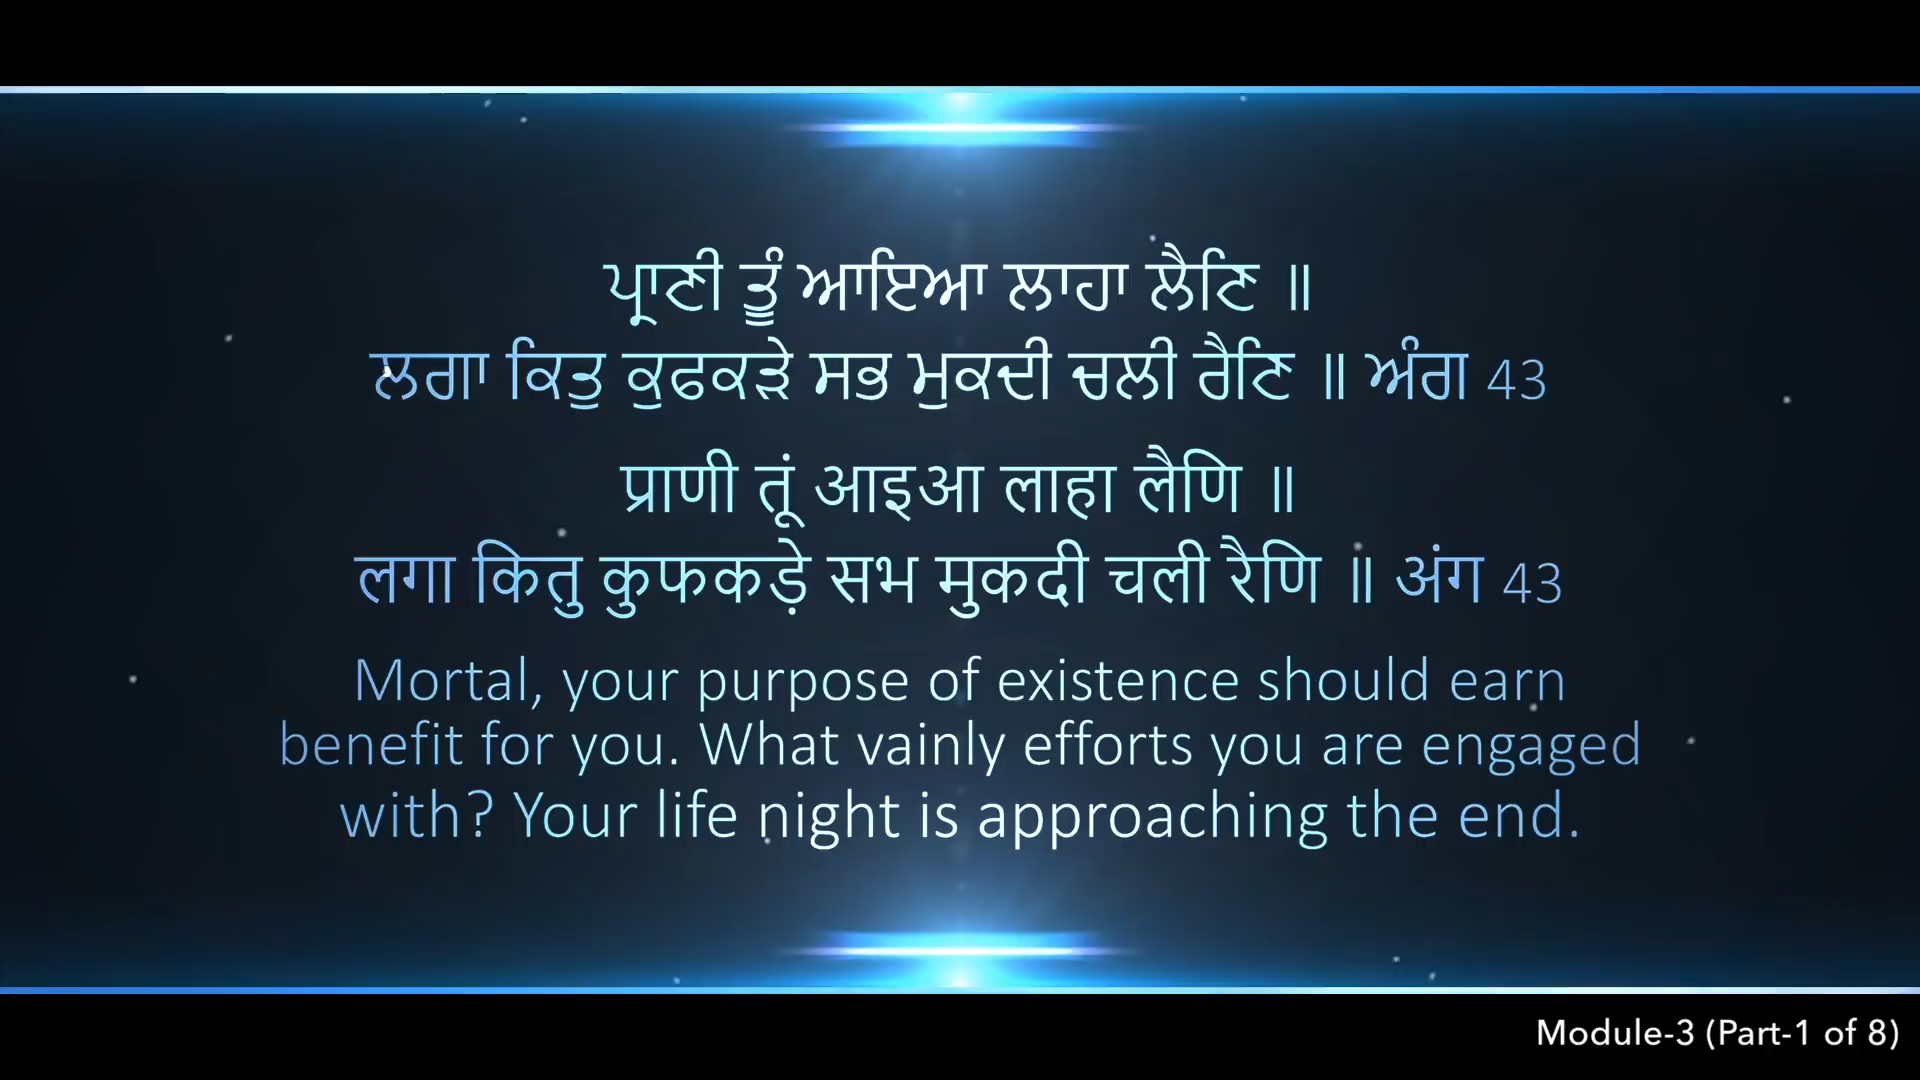 ਪ੍ਰਾਣੀ ਤੂੰ ਆਇਆ ਲਾਹਾ ਲੈਣਿ ॥
ਲਗਾ ਕਿਤੁ ਕੁਫਕੜੇ ਸਭ ਮੁਕਦੀ ਚਲੀ ਰੈਣਿ ॥ ਅੰਗ 43
प्राणी तूं आइआ लाहा लैणि ॥
लगा कितु कुफकड़े सभ मुकदी चली रैणि ॥ अंग 43
Mortal, your purpose of existence should earn
benefit for you. What vainly efforts you are engaged
with? Your life night is approaching the end.
Module-3 (Part-1 of 8)